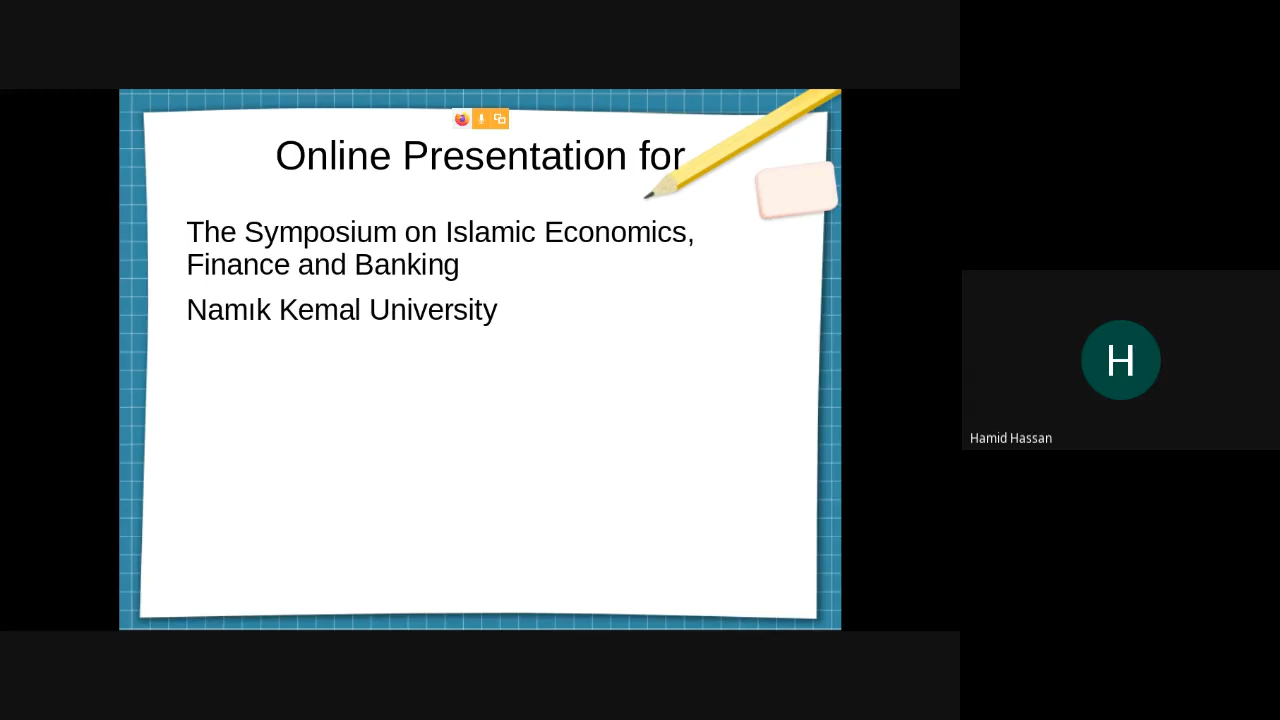 Online Presentation for
The Symposium on Islamic Economics,
Finance and Banking
Namık Kemal University
H
Hamid Hassan